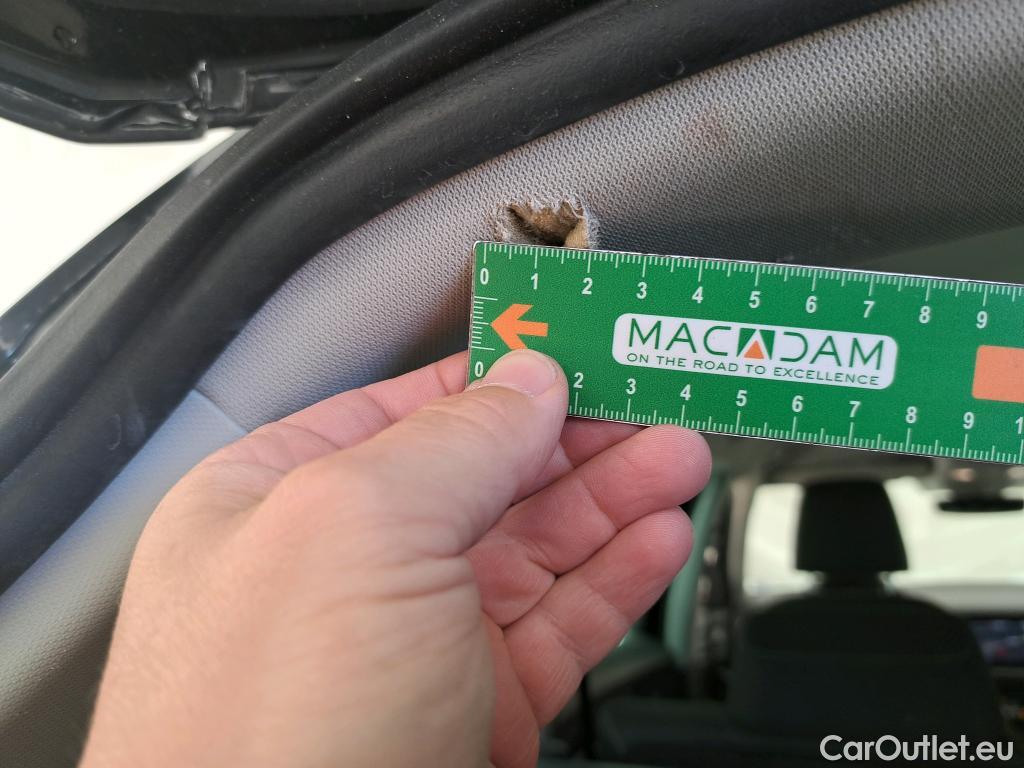 0 1 2 3 4 5 6 7 8 9
MACADAM
ON THE ROAD TO EXCELLENCE
0 2 3 4 5 6 7 8 9 1
CarOutlet.eu